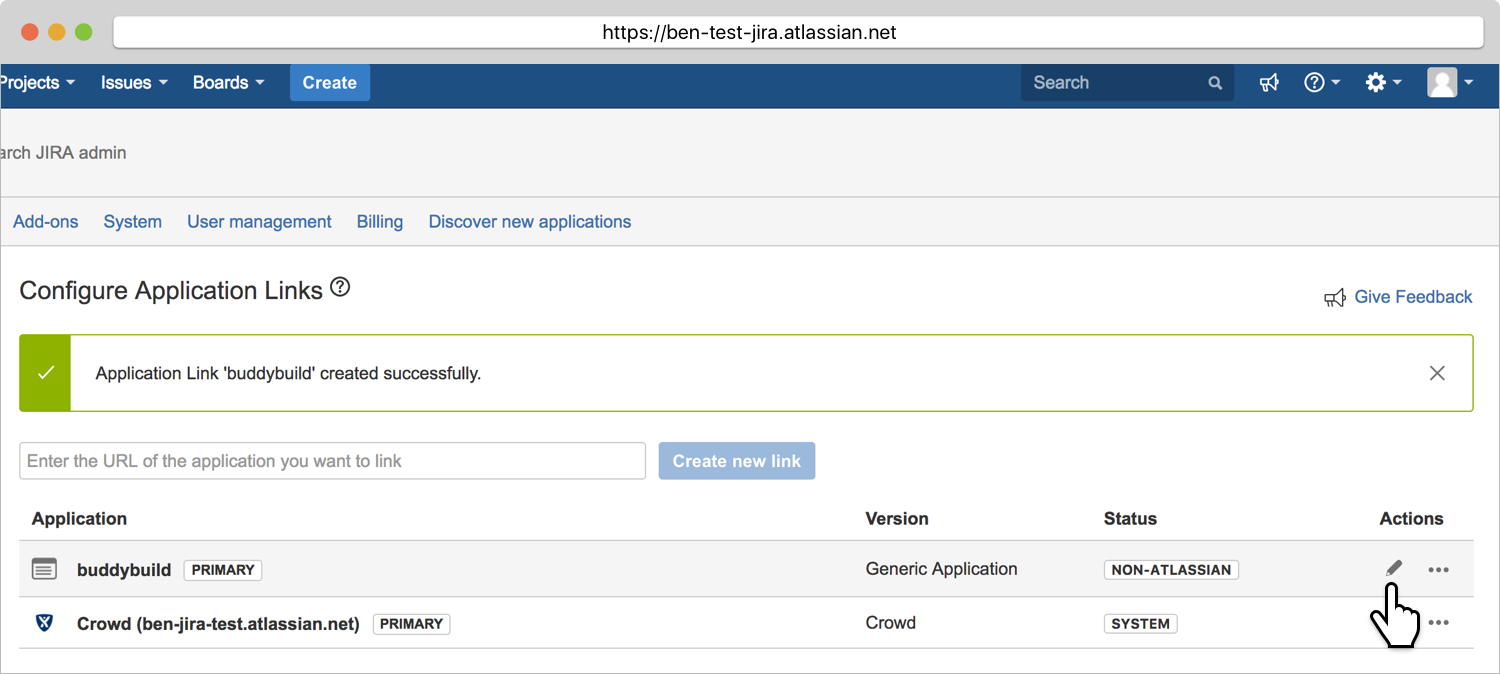 https://ben-test-jira.atlassian.net
Projects Issues Boards Create Search
arch JIRA admin
Add-ons System User management Billing Discover new applications
Configure Application Links
Give Feedback
Application Link 'buddybuild' created successfully.
Enter the URL of the application you want to link Create new link
Application Version Status Actions
buddybuild PRIMARY Generic Application NON-ATLASSIAN
Crowd (ben-jira-test.atlassian.net) PRIMARY Crowd SYSTEM